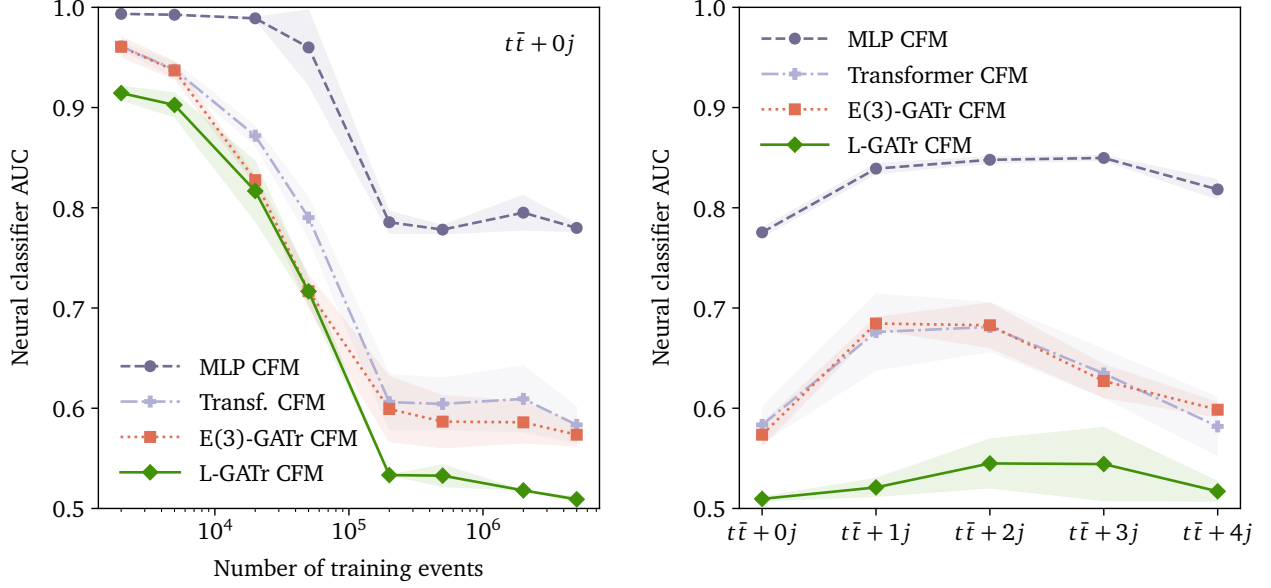 1.0
0.9
0.8
0.7
0.6
0.5
Neural classifier AUC
10⁴
10⁵
10⁶
Number of training events
tt̄ + 0j
MLP CFM
Transf. CFM
E(3)-GATr CFM
L-GATr CFM
1.0
0.9
0.8
0.7
0.6
0.5
Neural classifier AUC
MLP CFM
Transformer CFM
E(3)-GATr CFM
L-GATr CFM
tt̄ + 0j
tt̄ + 1j
tt̄ + 2j
tt̄ + 3j
tt̄ + 4j